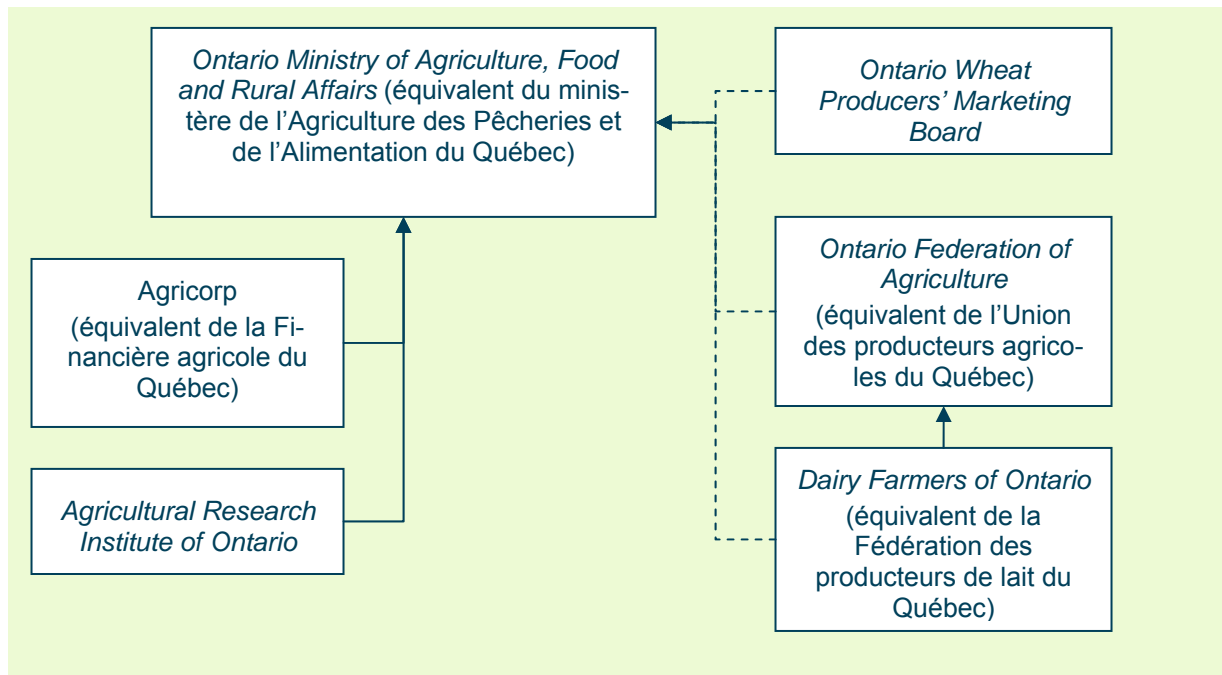 Ontario Ministry of Agriculture, Food
and Rural Affairs (équivalent du minis-
tère de l'Agriculture des Pêcheries et
de l'Alimentation du Québec)
Ontario Wheat
Producers' Marketing
Board
Agricorp
(équivalent de la Fi-
nancière agricole du
Québec)
Ontario Federation of
Agriculture
(équivalent de l'Union
des producteurs agrico-
les du Québec)
Agricultural Research
Institute of Ontario
Dairy Farmers of Ontario
(équivalent de la
Fédération des
producteurs de lait du
Québec)